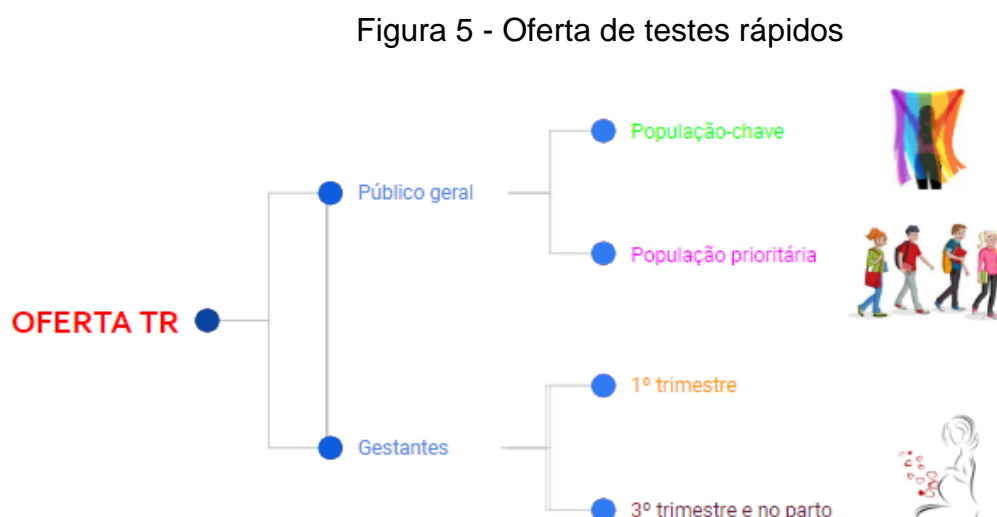 Figura 5 - Oferta de testes rápidos
População-chave
Público geral
População prioritária
OFERTA TR
1º trimestre
Gestantes
3º trimestre e no parto